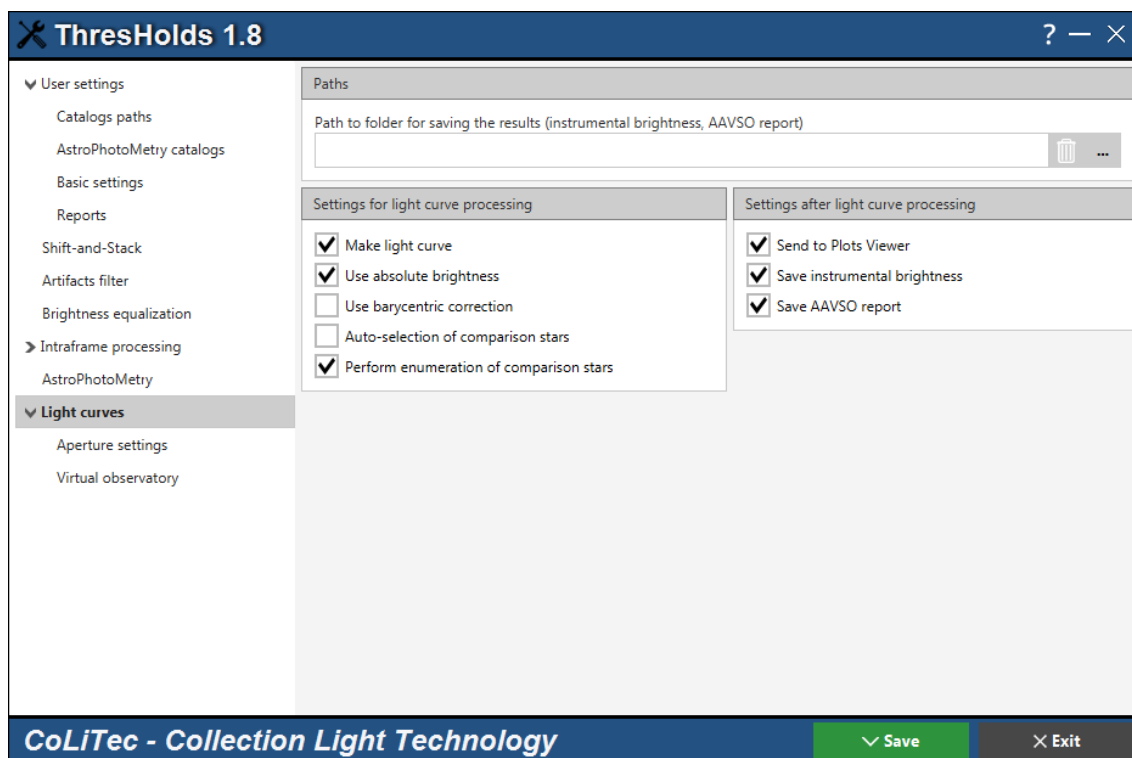 ThresHolds 1.8
?
User settings
Catalogs paths
AstroPhotoMetry catalogs
Basic settings
Reports
Shift-and-Stack
Artifacts filter
Brightness equalization
Intraframe processing
AstroPhotoMetry
Light curves
Aperture settings
Virtual observatory
Paths
Path to folder for saving the results (instrumental brightness, AAVSO report)
...
Settings for light curve processing
Make light curve
Use absolute brightness
Use barycentric correction
Auto-selection of comparison stars
Perform enumeration of comparison stars
Settings after light curve processing
Send to Plots Viewer
Save instrumental brightness
Save AAVSO report
CoLiTec - Collection Light Technology
Save
Exit